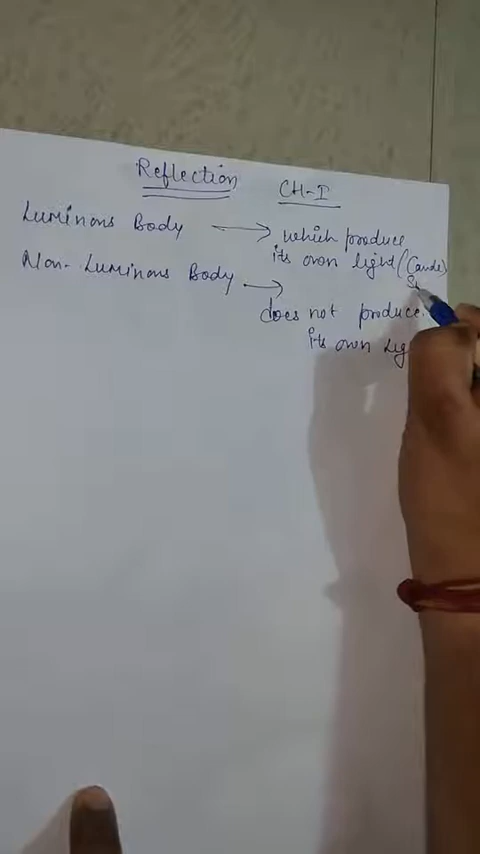 Reflection CH-I
Luminous Body → which produce
its own light (Candle)
Non-Luminous Body →
does not produce
its own